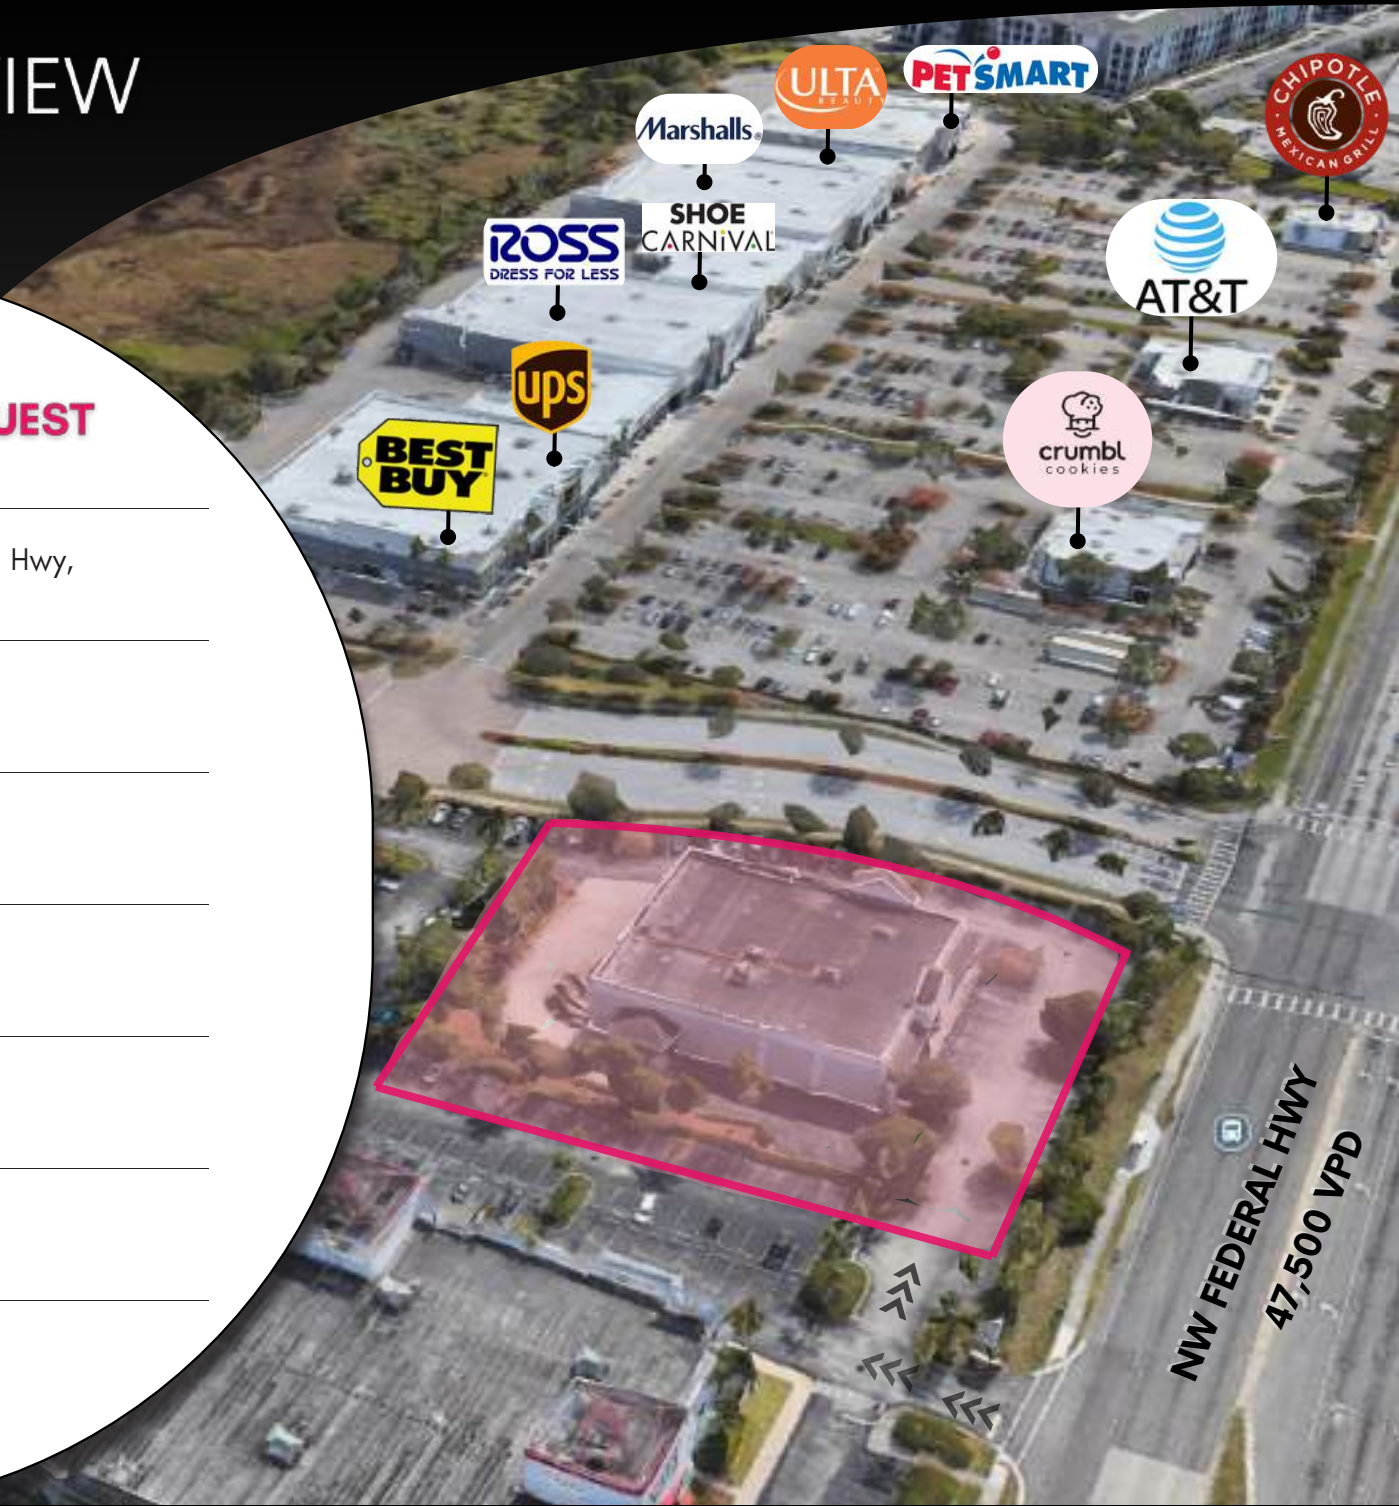 IEW
ULTA
BEAUTY
PETSMART
CHIPOTLE
MEXICAN GRILL
Marshalls
SHOE
CARNiVAL
ROSS
DRESS FOR LESS
AT&T
ups
BEST
BUY
crumbl
cookies
UEST
Hwy,
NW FEDERAL HWY
47,500 VPD